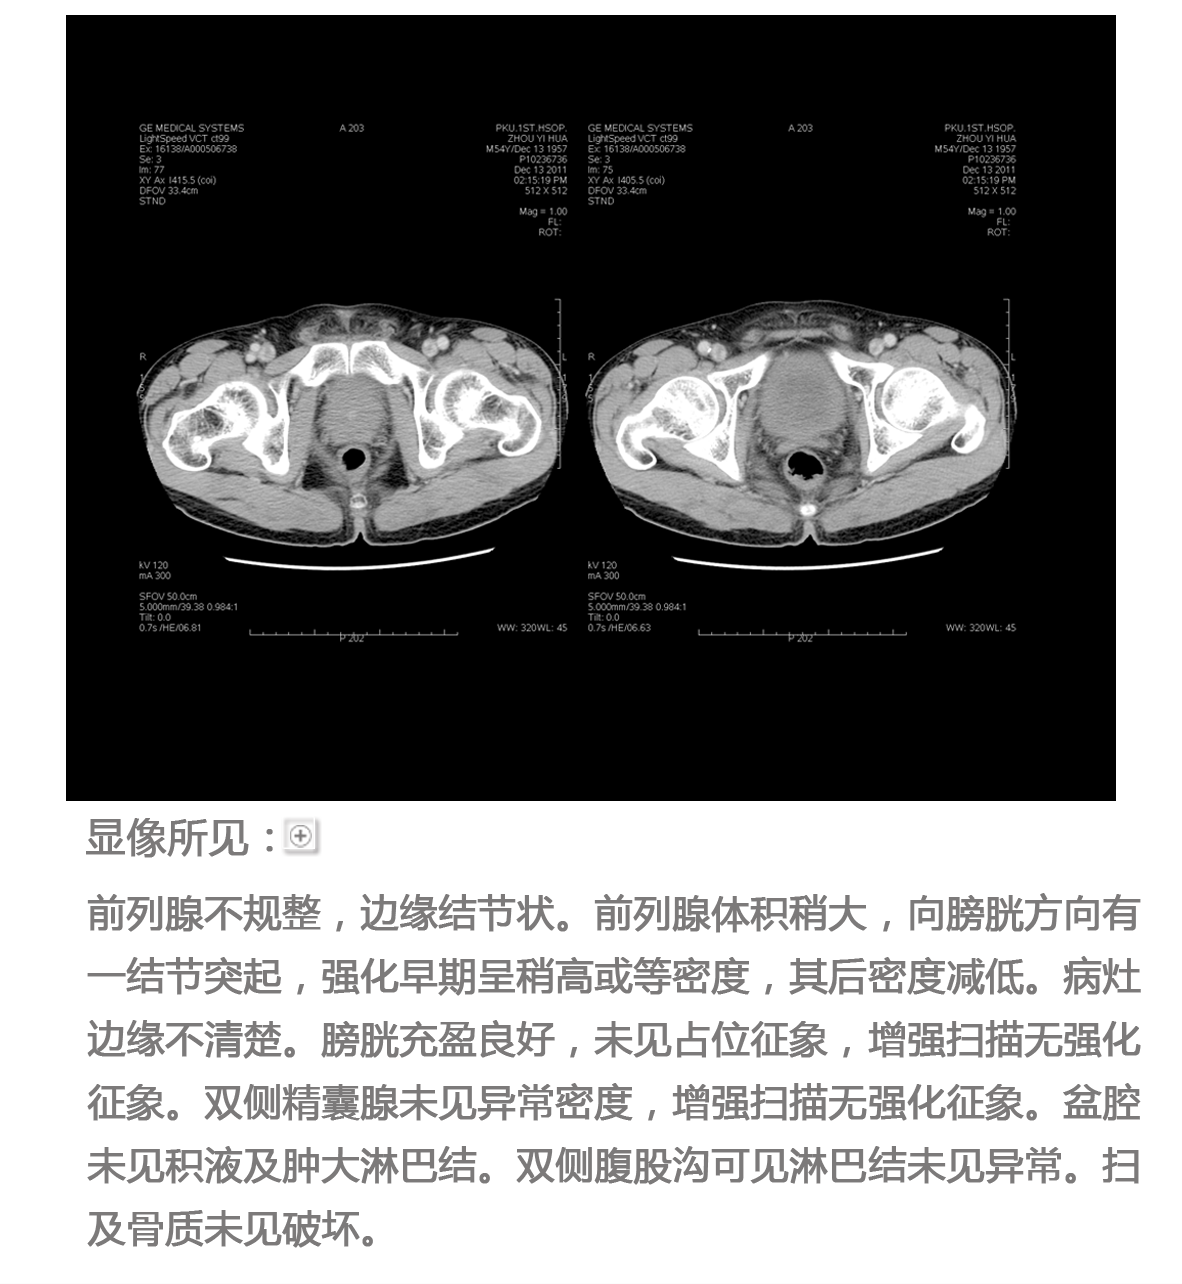 GE MEDICAL SYSTEMS
LightSpeed VCT ct99
Ex: 16138/A000506738
Se: 3
Im: 77
XY Ax I415.5 (coi)
DFOV 33.4cm
STND
A 203
PKU.1ST.HSOP.
ZHOU YI HUA
M54Y/Dec 13 1957
P10236736
Dec 13 2011
02:15:19 PM
512 X 512
Mag = 1.00
FL:
ROT:
R
L
kV 120
mA 300
SFOV 50.0cm
5.000mm/39.38 0.984:1
Tilt: 0.0
0.7s /HE/06.81
P 202
WW: 320WL: 45
GE MEDICAL SYSTEMS
LightSpeed VCT ct99
Ex: 16138/A000506738
Se: 3
Im: 75
XY Ax I405.5 (coi)
DFOV 33.4cm
STND
A 203
PKU.1ST.HSOP.
ZHOU YI HUA
M54Y/Dec 13 1957
P10236736
Dec 13 2011
02:15:19 PM
512 X 512
Mag = 1.00
FL:
ROT:
R
L
kV 120
mA 300
SFOV 50.0cm
5.000mm/39.38 0.984:1
Tilt: 0.0
0.7s /HE/06.63
P 202
WW: 320WL: 45
显像所见：
前列腺不规整，边缘结节状。前列腺体积稍大，向膀胱方向有
一结节突起，强化早期呈稍高或等密度，其后密度减低。病灶
边缘不清楚。膀胱充盈良好，未见占位征象，增强扫描无强化
征象。双侧精囊腺未见异常密度，增强扫描无强化征象。盆腔
未见积液及肿大淋巴结。双侧腹股沟可见淋巴结未见异常。扫
及骨质未见破坏。